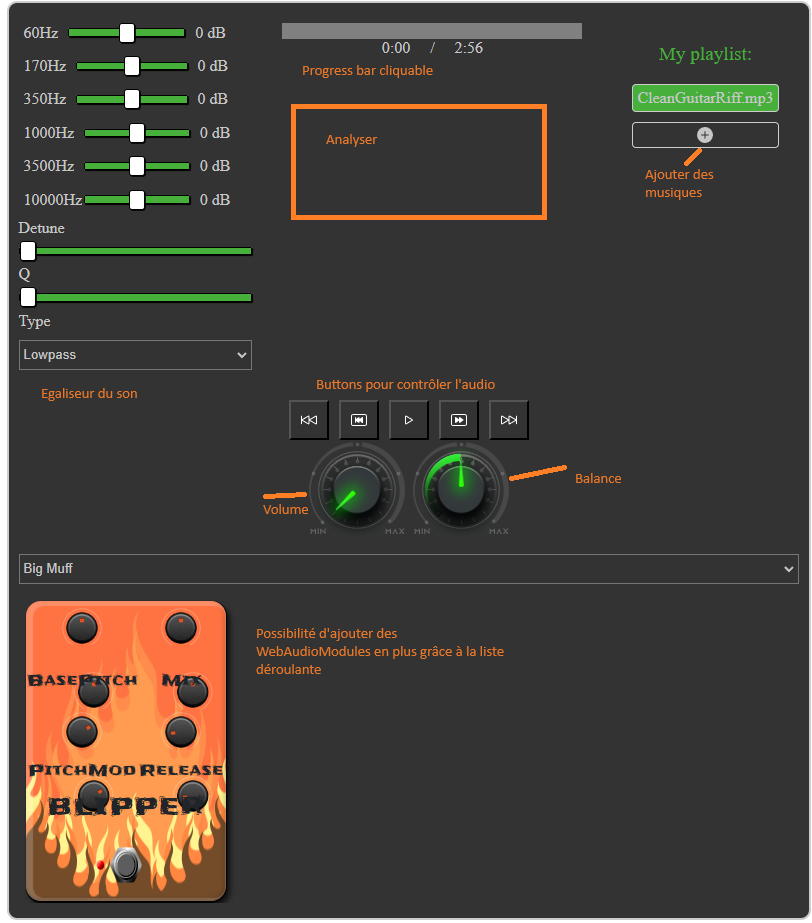 60Hz 0 dB
170Hz 0 dB
350Hz 0 dB
1000Hz 0 dB
3500Hz 0 dB
10000Hz 0 dB
Detune
Q
Type
Lowpass
Egaliseur du son
0:00 / 2:56
Progress bar cliquable
Analyser
My playlist:
CleanGuitarRiff.mp3
Ajouter des
musiques
Buttons pour contrôler l'audio
Volume
MIN MAX
MIN MAX
Balance
Big Muff
BasePitch Mix
PitchMod Release
Blipper
Possibilité d'ajouter des
WebAudioModules en plus grâce à la liste
déroulante